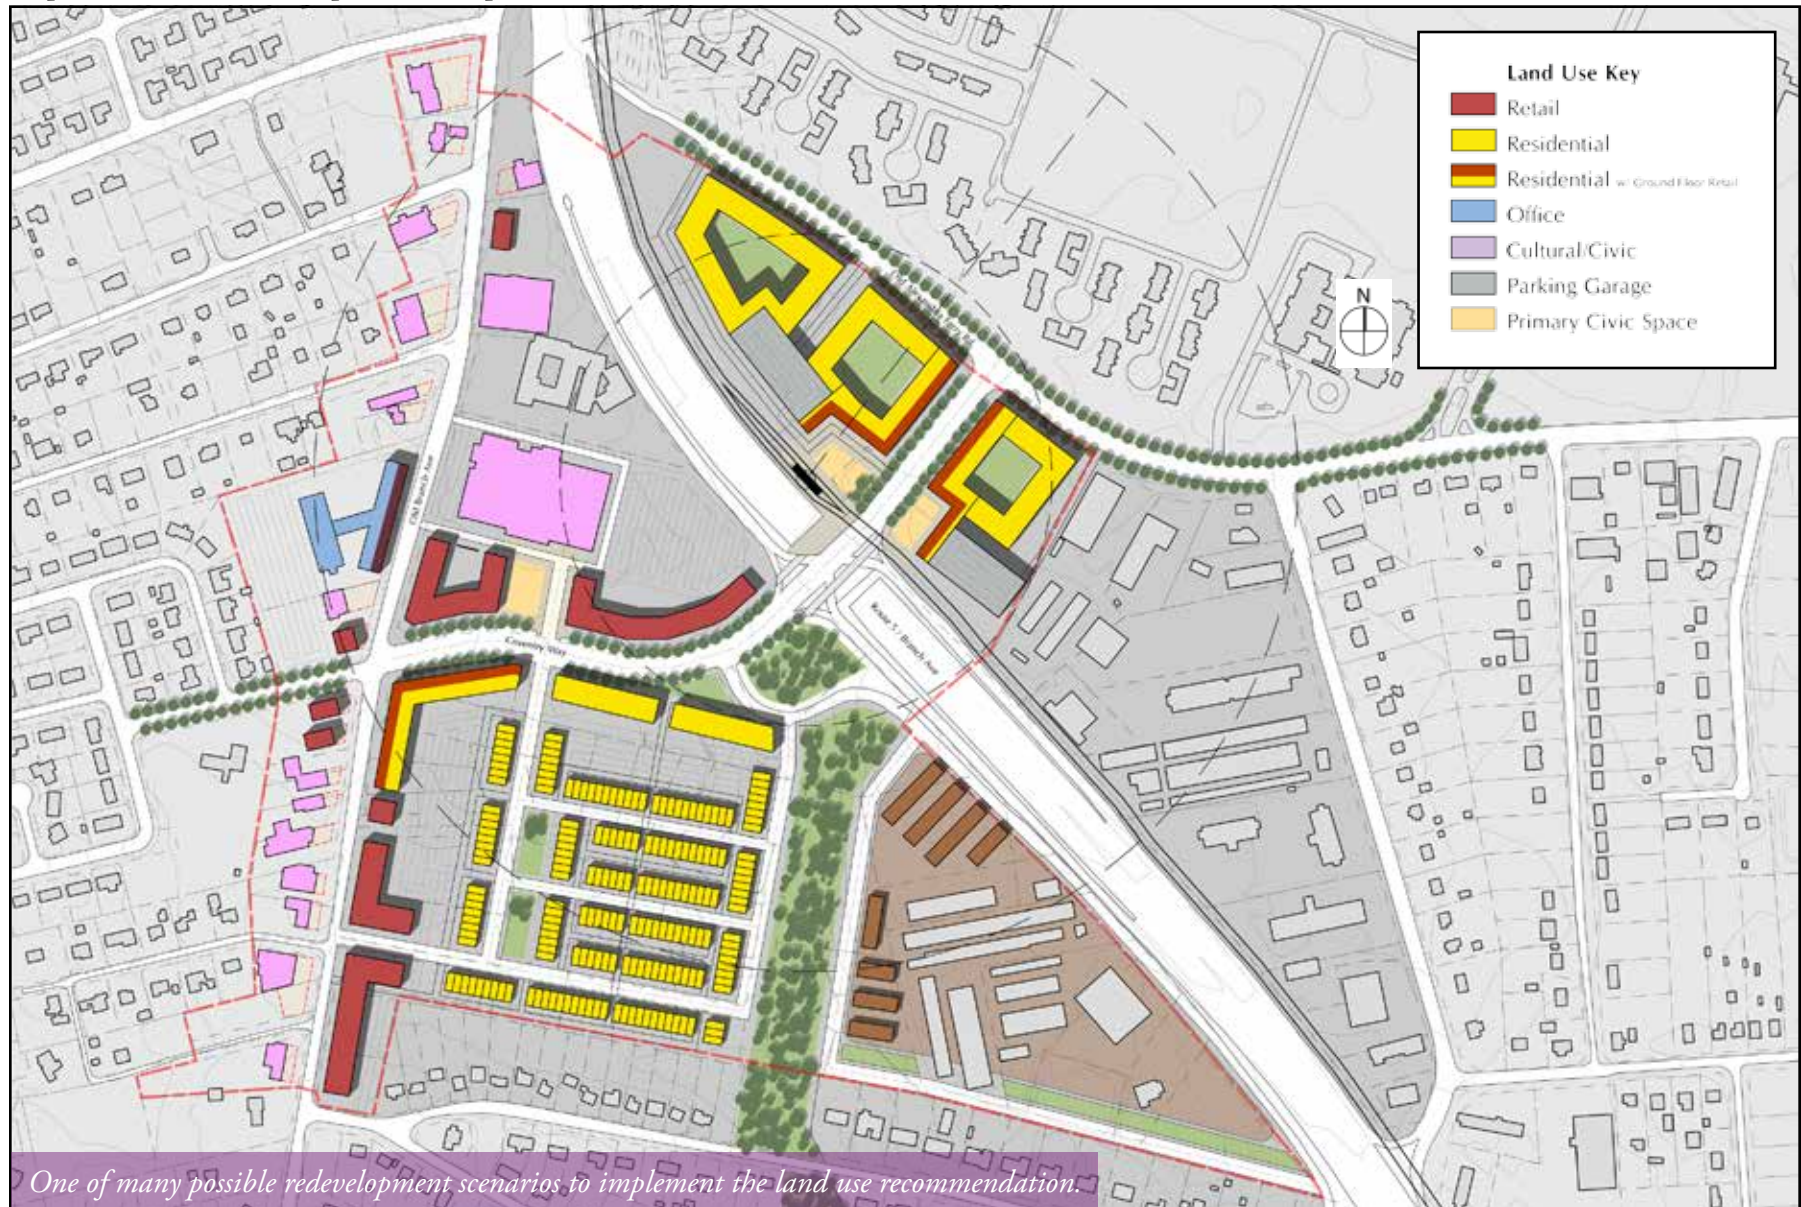 Land Use Key
Retail
Residential
Residential w/ Ground Floor Retail
Office
Cultural/Civic
Parking Garage
Primary Civic Space
N
Old Branch Ave
Coventry Way
Route 5 / Branch Ave
One of many possible redevelopment scenarios to implement the land use recommendation.